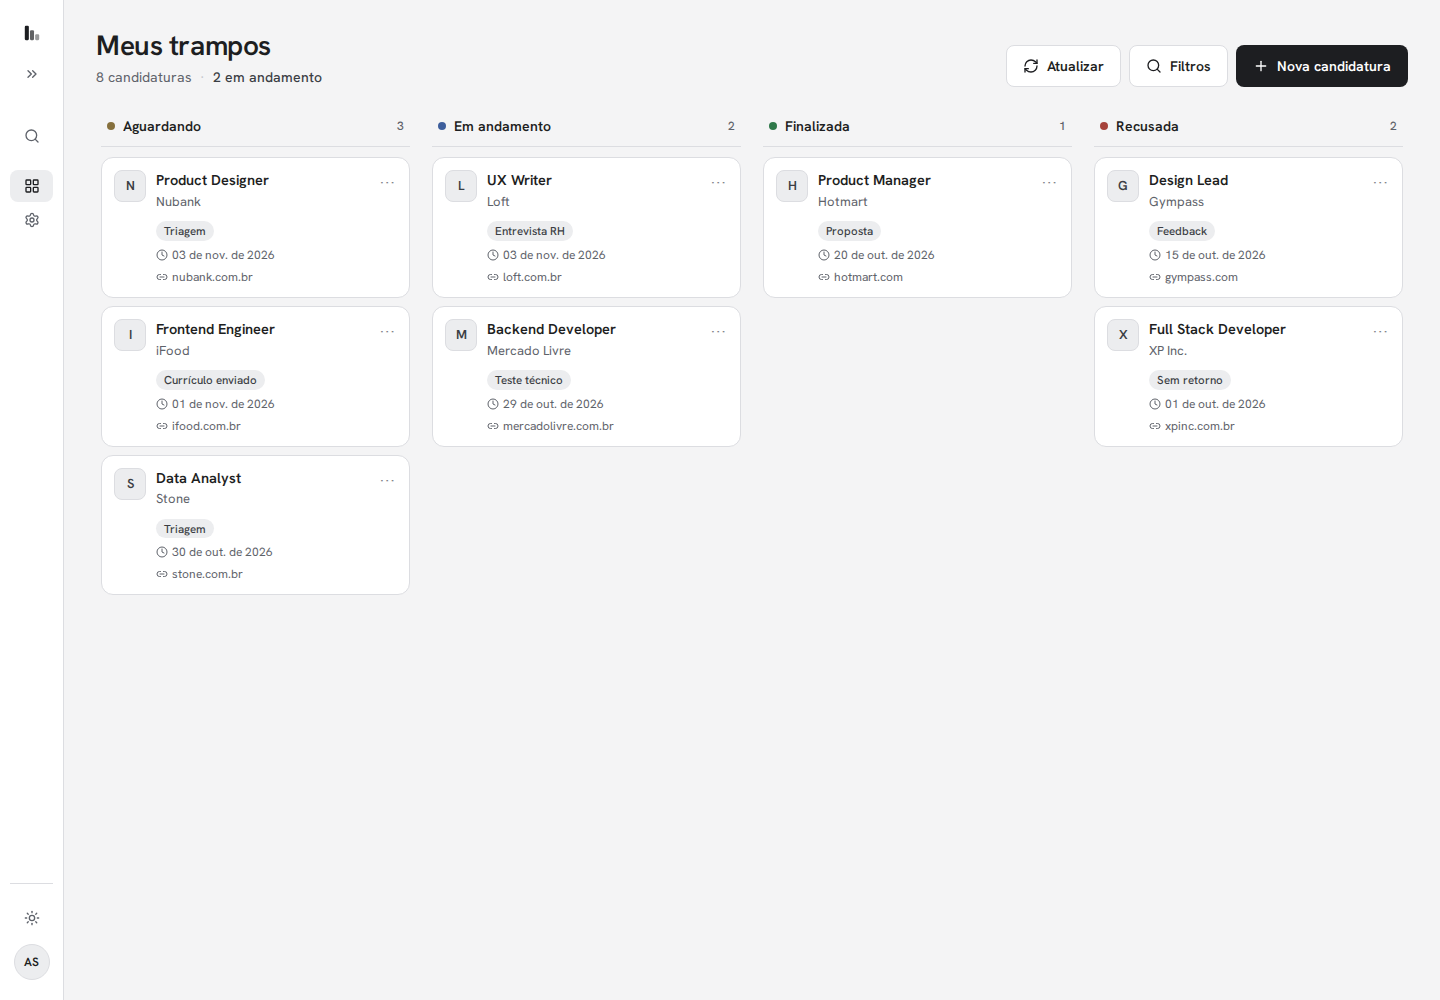 Meus trampos
8 candidaturas · 2 em andamento
Atualizar
Filtros
Nova candidatura
Aguardando 3
N
Product Designer
Nubank
Triagem
03 de nov. de 2026
nubank.com.br
I
Frontend Engineer
iFood
Currículo enviado
01 de nov. de 2026
ifood.com.br
S
Data Analyst
Stone
Triagem
30 de out. de 2026
stone.com.br
Em andamento 2
L
UX Writer
Loft
Entrevista RH
03 de nov. de 2026
loft.com.br
M
Backend Developer
Mercado Livre
Teste técnico
29 de out. de 2026
mercadolivre.com.br
Finalizada 1
H
Product Manager
Hotmart
Proposta
20 de out. de 2026
hotmart.com
Recusada 2
G
Design Lead
Gympass
Feedback
15 de out. de 2026
gympass.com
X
Full Stack Developer
XP Inc.
Sem retorno
01 de out. de 2026
xpinc.com.br
AS